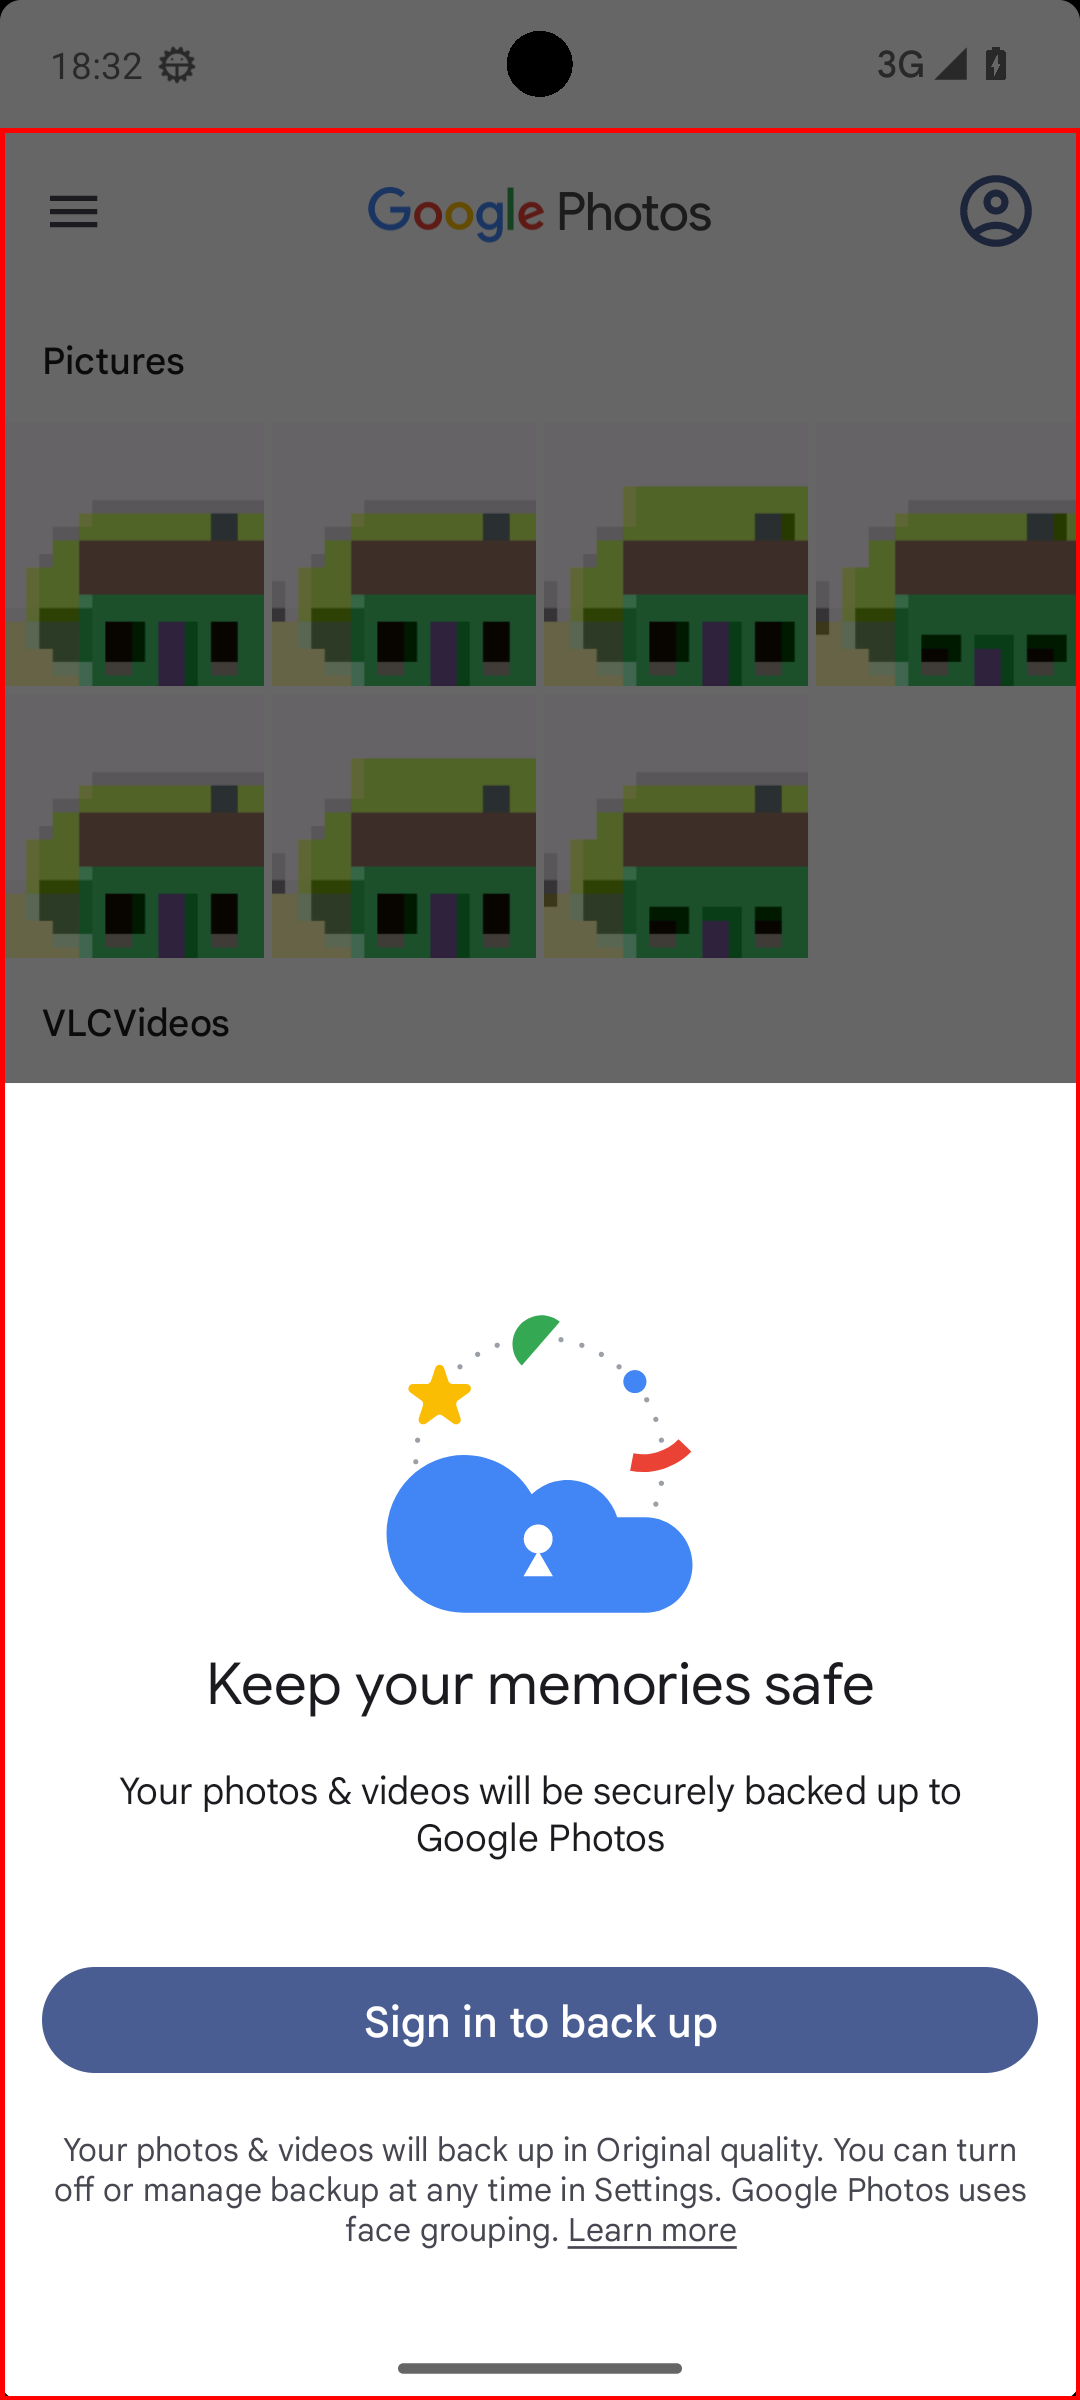 18:32
3G
Google Photos
Pictures
VLCVideos
Keep your memories safe
Your photos & videos will be securely backed up to
Google Photos
Sign in to back up
Your photos & videos will back up in Original quality. You can turn
off or manage backup at any time in Settings. Google Photos uses
face grouping. Learn more